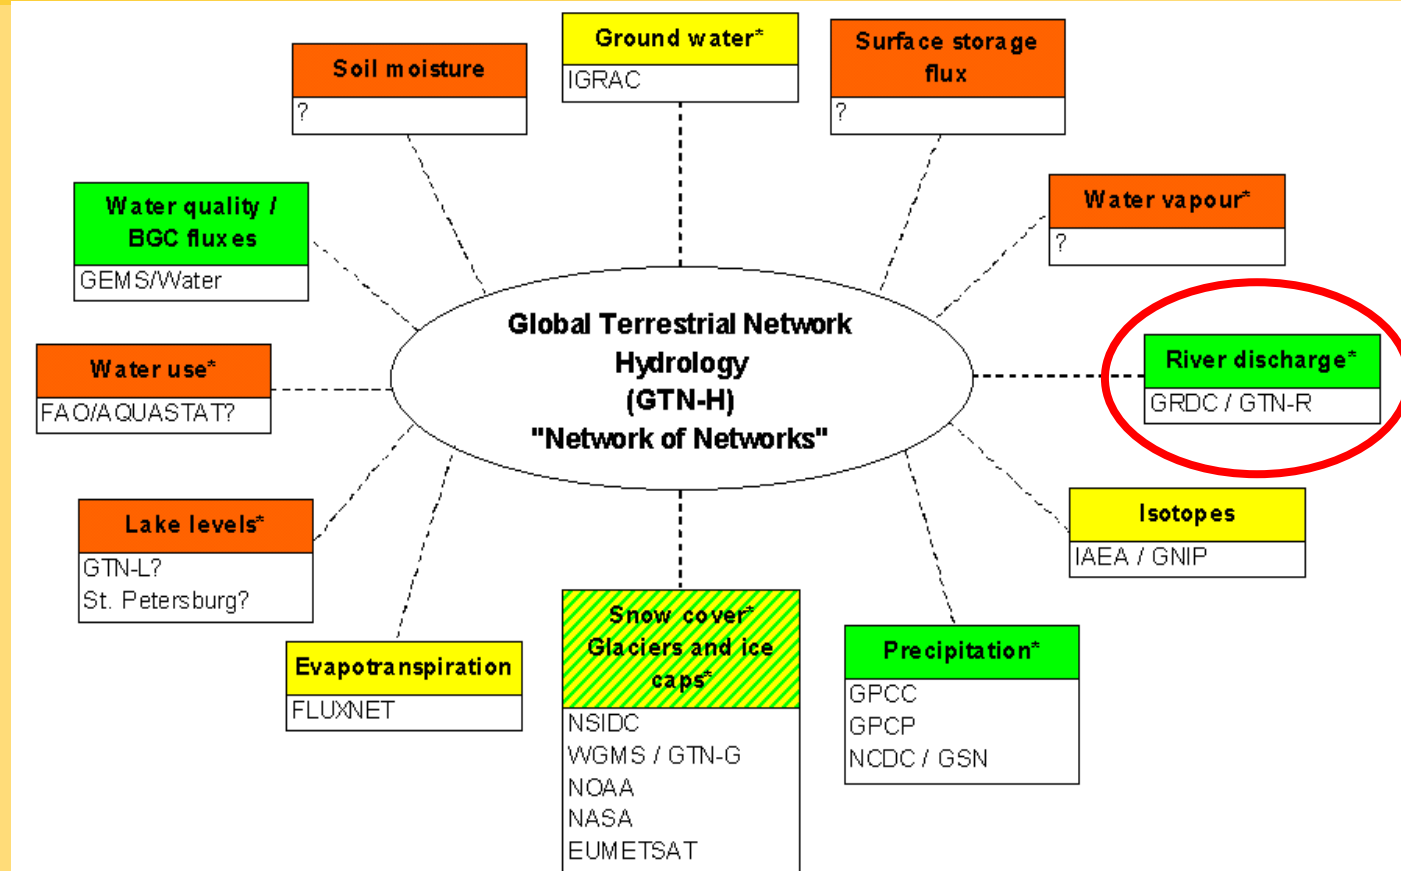 Ground water*
IGRAC
Surface storage
flux
?
Soil moisture
?
Water quality /
BGC fluxes
GEMS/Water
Water vapour*
?
Global Terrestrial Network
Hydrology
(GTN-H)
"Network of Networks"
River discharge*
GRDC / GTN-R
Water use*
FAO/AQUASTAT?
Isotopes
IAEA / GNIP
Lake levels*
GTN-L?
St. Petersburg?
Snow cover*
Glaciers and ice
caps*
NSIDC
WGMS / GTN-G
NOAA
NASA
EUMETSAT
Precipitation*
GPCC
GPCP
NCDC / GSN
Evapotranspiration
FLUXNET